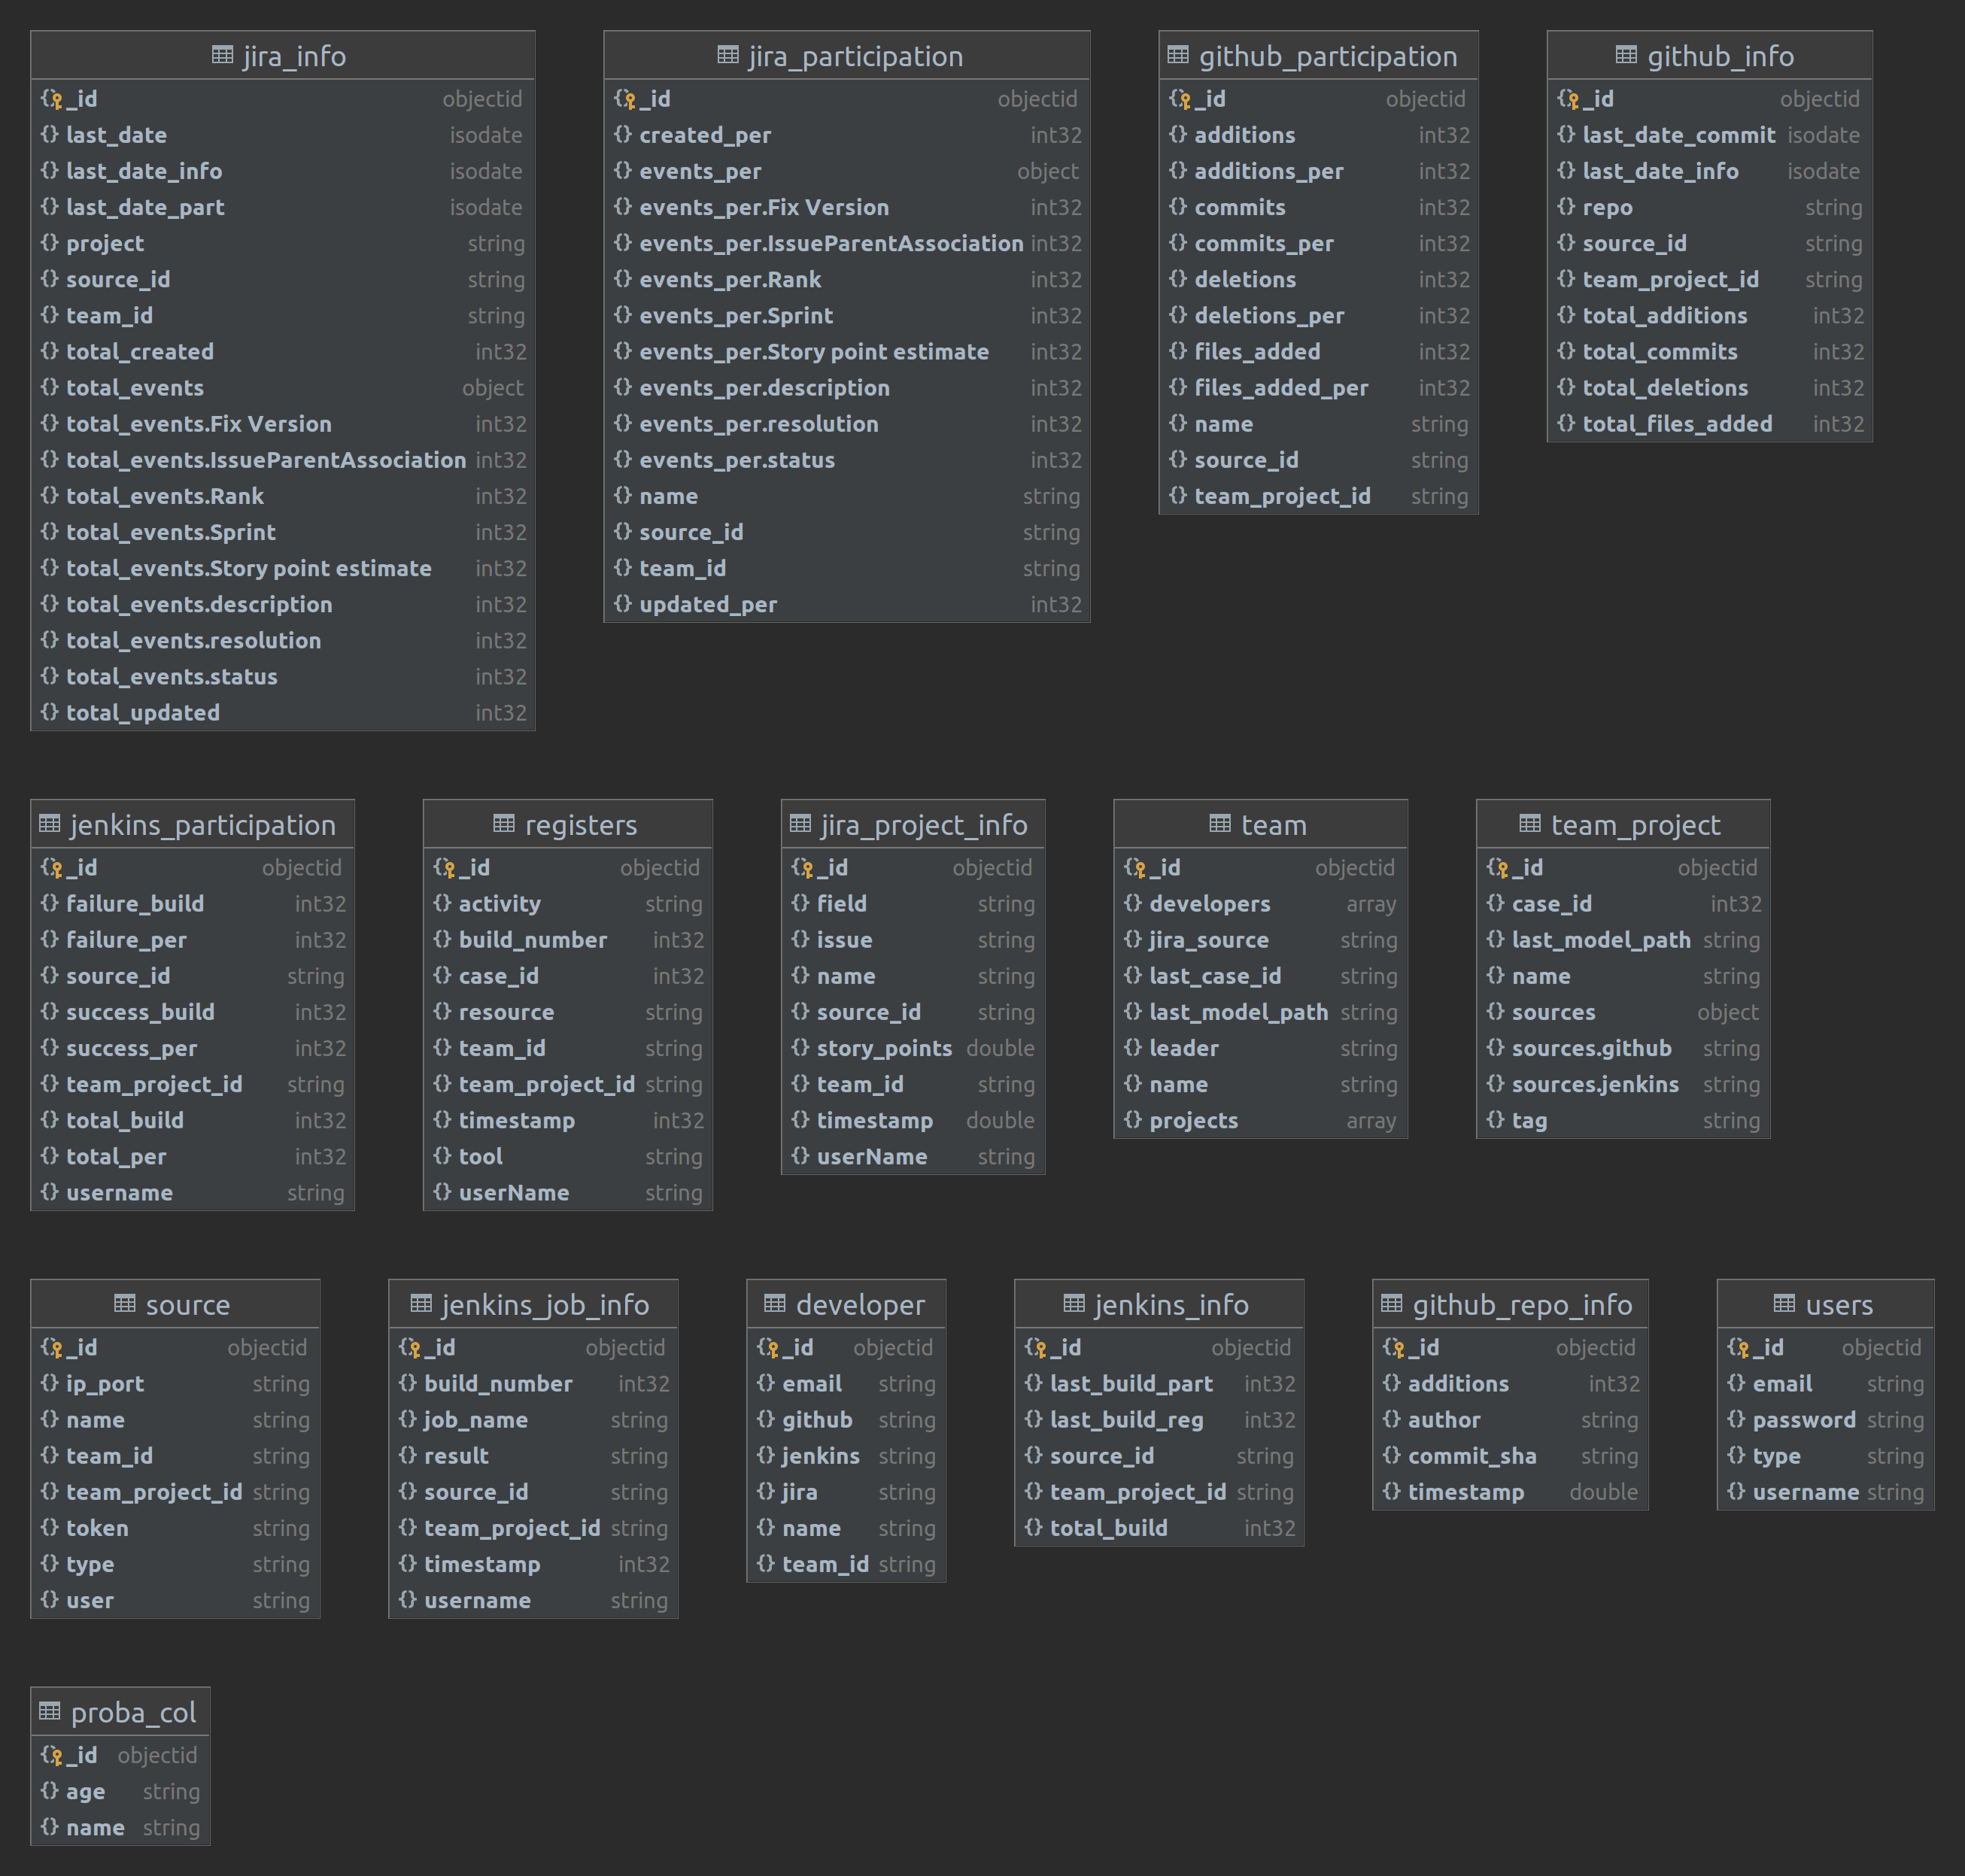 jira_info
_id objectid
last_date isodate
last_date_info isodate
last_date_part isodate
project string
source_id string
team_id string
total_created int32
total_events object
total_events.Fix Version int32
total_events.IssueParentAssociation int32
total_events.Rank int32
total_events.Sprint int32
total_events.Story point estimate int32
total_events.description int32
total_events.resolution int32
total_events.status int32
total_updated int32
jira_participation
_id objectid
created_per int32
events_per object
events_per.Fix Version int32
events_per.IssueParentAssociation int32
events_per.Rank int32
events_per.Sprint int32
events_per.Story point estimate int32
events_per.description int32
events_per.resolution int32
events_per.status int32
name string
source_id string
team_id string
updated_per int32
github_participation
_id objectid
additions int32
additions_per int32
commits int32
commits_per int32
deletions int32
deletions_per int32
files_added int32
files_added_per int32
name string
source_id string
team_project_id string
github_info
_id objectid
last_date_commit isodate
last_date_info isodate
repo string
source_id string
team_project_id string
total_additions int32
total_commits int32
total_deletions int32
total_files_added int32
jenkins_participation
_id objectid
failure_build int32
failure_per int32
source_id string
success_build int32
success_per int32
team_project_id string
total_build int32
total_per int32
username string
registers
_id objectid
activity string
build_number int32
case_id int32
resource string
team_id string
team_project_id string
timestamp int32
tool string
userName string
jira_project_info
_id objectid
field string
issue string
name string
source_id string
story_points double
team_id string
timestamp double
userName string
team
_id objectid
developers array
jira_source string
last_case_id string
last_model_path string
leader string
name string
projects array
team_project
_id objectid
case_id int32
last_model_path string
name string
sources object
sources.github string
sources.jenkins string
tag string
source
_id objectid
ip_port string
name string
team_id string
team_project_id string
token string
type string
user string
jenkins_job_info
_id objectid
build_number int32
job_name string
result string
source_id string
team_project_id string
timestamp int32
username string
developer
_id objectid
email string
github string
jenkins string
jira string
name string
team_id string
jenkins_info
_id objectid
last_build_part int32
last_build_reg int32
source_id string
team_project_id string
total_build int32
github_repo_info
_id objectid
additions int32
author string
commit_sha string
timestamp double
users
_id objectid
email string
password string
type string
username string
proba_col
_id objectid
age string
name string